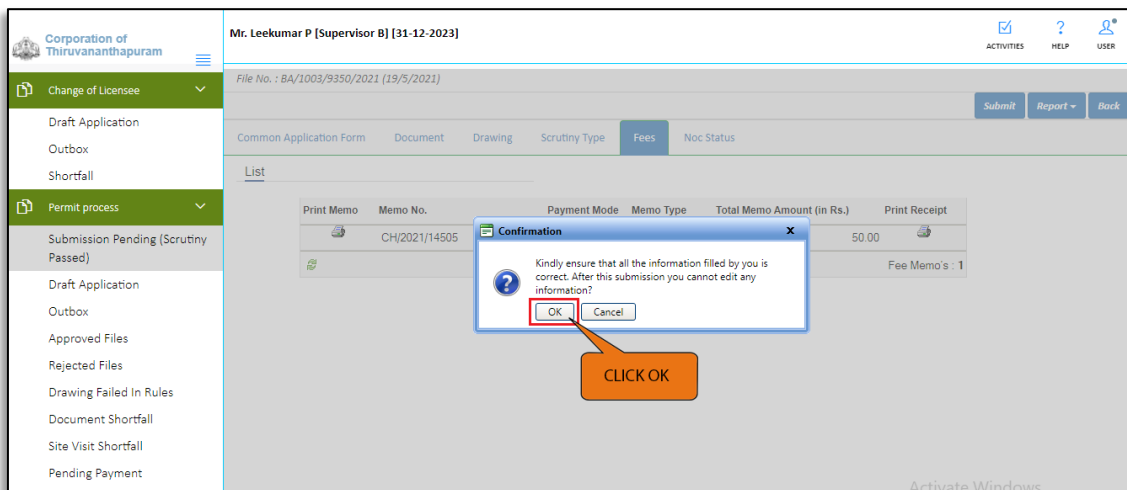 Corporation of
Thiruvananthapuram
Mr. Leekumar P [Supervisor B] [31-12-2023]
ACTIVITIES
?
HELP
USER
Change of Licensee
Draft Application
Outbox
Shortfall
Permit process
Submission Pending (Scrutiny
Passed)
Draft Application
Outbox
Approved Files
Rejected Files
Drawing Failed In Rules
Document Shortfall
Site Visit Shortfall
Pending Payment
File No. : BA/1003/9350/2021 (19/5/2021)
Submit Report Back
Common Application Form Document Drawing Scrutiny Type Fees Noc Status
List
Print Memo Memo No. Payment Mode Memo Type Total Memo Amount (in Rs.) Print Receipt
CH/2021/14505 50.00
Fee Memo's : 1
Confirmation x
?
Kindly ensure that all the information filled by you is
correct. After this submission you cannot edit any
information?
OK Cancel
CLICK OK
Activate Windows